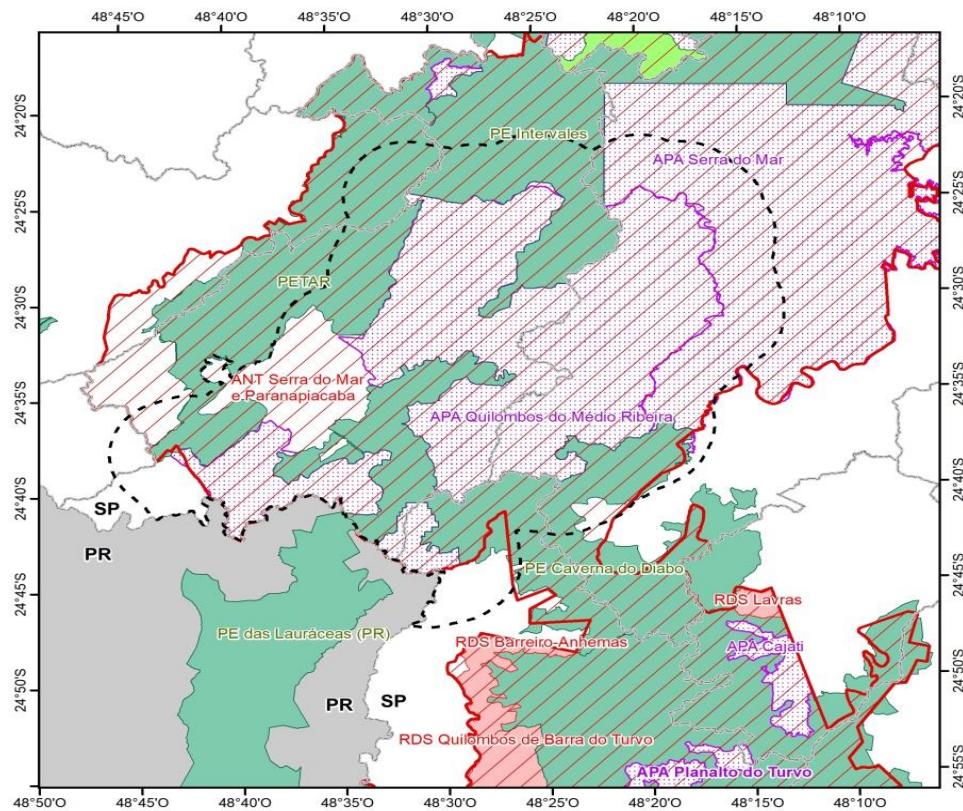 48°45'O 48°40'O 48°35'O 48°30'O 48°25'O 48°20'O 48°15'O 48°10'O
24°20'S 24°20'S
PE Intervales
APA Serra do Mar
24°25'S 24°25'S
PETAR
24°30'S 24°30'S
ANT Serra do Mar
e Paranapiacaba
24°35'S 24°35'S
APA Quilombos do Médio Ribeira
24°40'S 24°40'S
SP
PR
PE Caverna do Diabo
24°45'S 24°45'S
RDS Lavras
PE das Lauráceas (PR)
RDS Barreiro-Anhemas
APA Cajati
24°50'S 24°50'S
PR SP
RDS Quilombos de Barra do Turvo
APA Planalto do Turvo
24°55'S
48°50'O 48°45'O 48°40'O 48°35'O 48°30'O 48°25'O 48°20'O 48°15'O 48°10'O